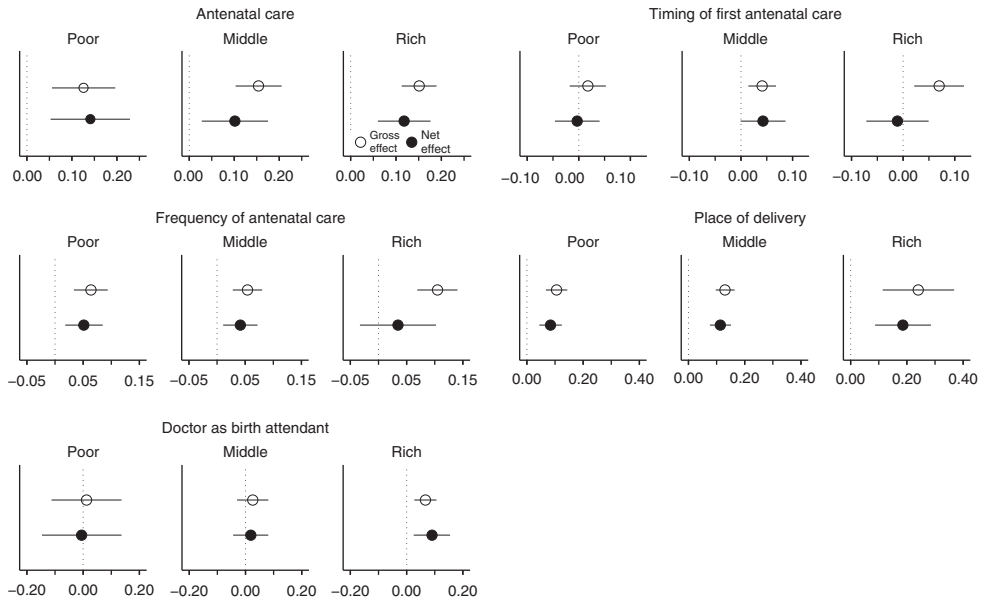 Antenatal care
Poor Middle Rich
Gross effect Net effect
0.00 0.10 0.20 0.00 0.10 0.20 0.00 0.10 0.20
Timing of first antenatal care
Poor Middle Rich
−0.10 0.00 0.10 −0.10 0.00 0.10 −0.10 0.00 0.10
Frequency of antenatal care
Poor Middle Rich
−0.05 0.05 0.15 −0.05 0.05 0.15 −0.05 0.05 0.15
Place of delivery
Poor Middle Rich
0.00 0.20 0.40 0.00 0.20 0.40 0.00 0.20 0.40
Doctor as birth attendant
Poor Middle Rich
−0.20 0.00 0.20 −0.20 0.00 0.20 −0.20 0.00 0.20